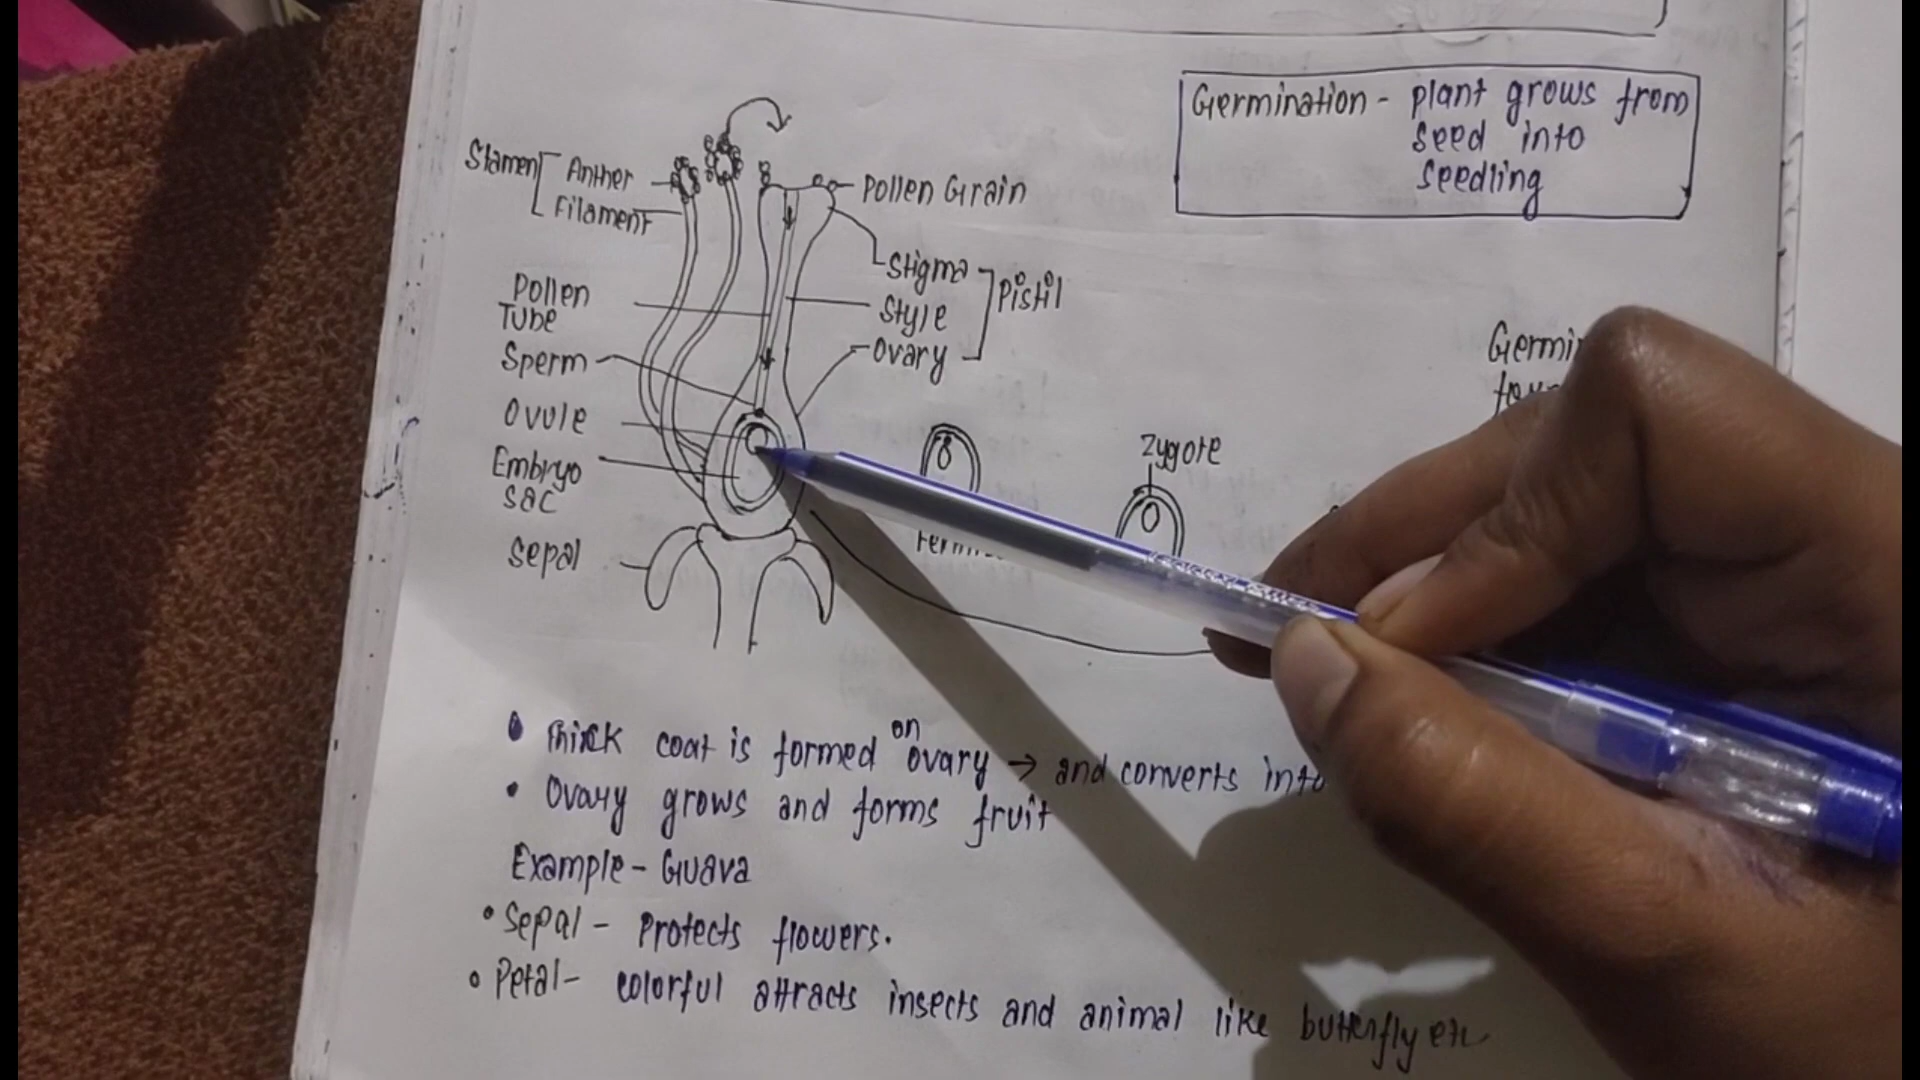 Germination - plant grows from
seed into
seedling
Stamen
Anther
Filament
Pollen Grain
Stigma
Style
Ovary
Pistil
Pollen
Tube
Sperm
Ovule
Embryo
sac
Sepal
Zygote
Thick coat is formed on ovary → and converts into
• Ovary grows and forms fruit
Example - Guava
• Sepal - Protects flowers.
• Petal - colorful attracts insects and animal like butterfly etc